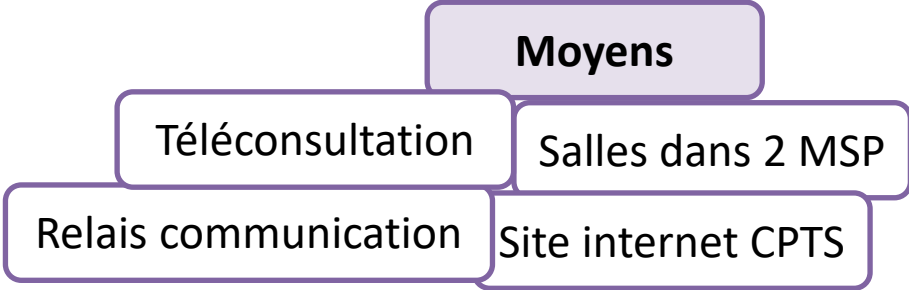 Moyens
Téléconsultation
Salles dans 2 MSP
Relais communication
Site internet CPTS